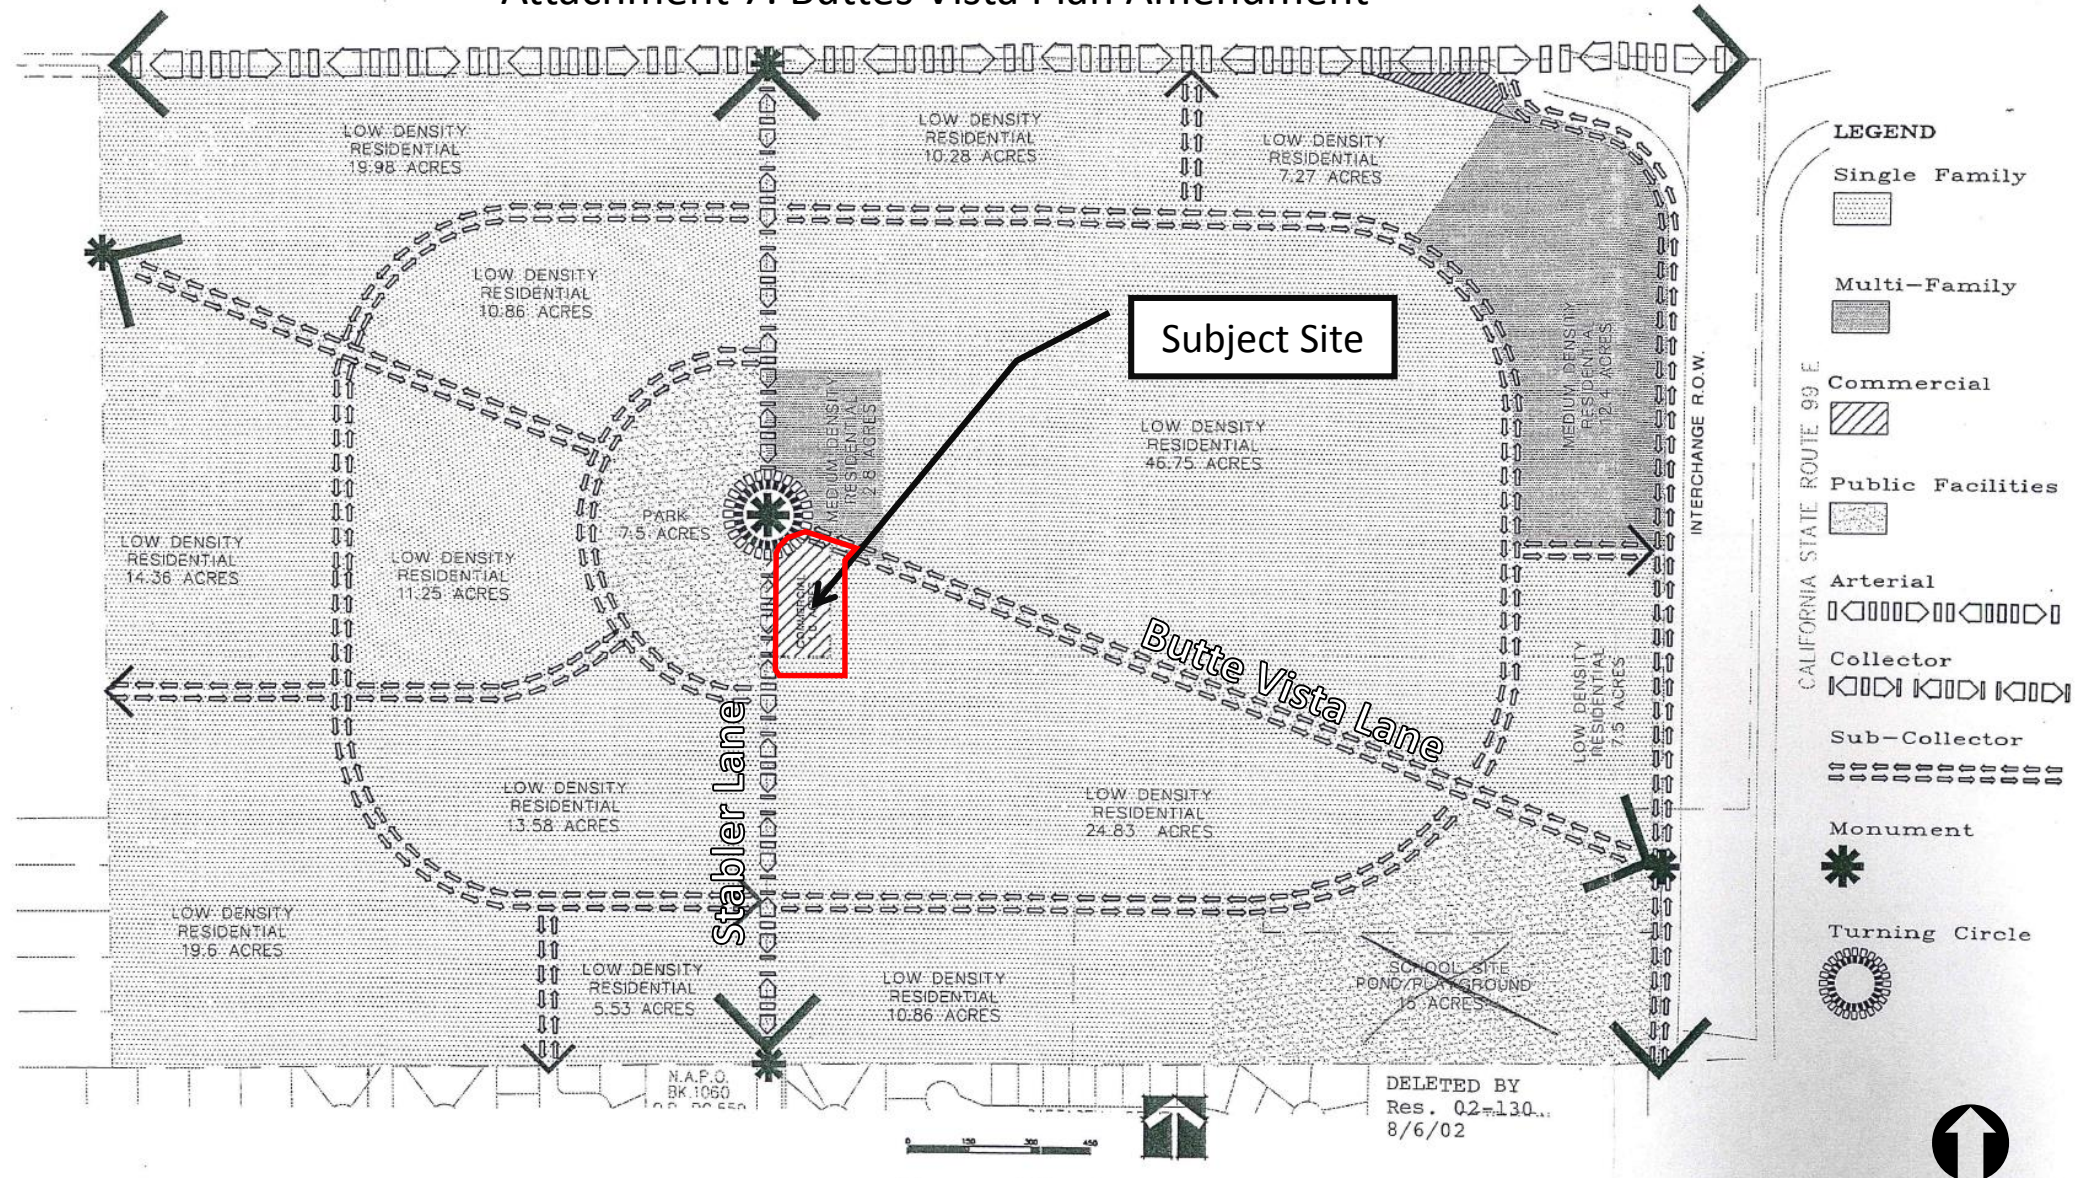 Attachment 7: Buttes Vista Plan Amendment
LOW DENSITY
RESIDENTIAL
19.98 ACRES
LOW DENSITY
RESIDENTIAL
10.28 ACRES
LOW DENSITY
RESIDENTIAL
7.27 ACRES
LOW DENSITY
RESIDENTIAL
10.86 ACRES
Subject Site
MEDIUM DENSITY
RESIDENTIAL
2.8 ACRES
LOW DENSITY
RESIDENTIAL
46.75 ACRES
MEDIUM DENSITY
RESIDENTIAL
12.4 ACRES
INTERCHANGE R.O.W.
CALIFORNIA STATE ROUTE 99 E
PARK
7.5 ACRES
LOW DENSITY
RESIDENTIAL
14.36 ACRES
LOW DENSITY
RESIDENTIAL
11.25 ACRES
COMMERCIAL
ACRES
Butte Vista Lane
Stabler Lane
LOW DENSITY
RESIDENTIAL
7.5 ACRES
LOW DENSITY
RESIDENTIAL
13.58 ACRES
LOW DENSITY
RESIDENTIAL
24.83 ACRES
LOW DENSITY
RESIDENTIAL
19.6 ACRES
LOW DENSITY
RESIDENTIAL
5.53 ACRES
LOW DENSITY
RESIDENTIAL
10.86 ACRES
SCHOOL SITE
POND/PLAYGROUND
15 ACRES
N.A.P.O.
BK.1060
DELETED BY
Res. 02-130
8/6/02
0 150 300 450
LEGEND
Single Family
Multi-Family
Commercial
Public Facilities
Arterial
Collector
Sub-Collector
Monument
Turning Circle